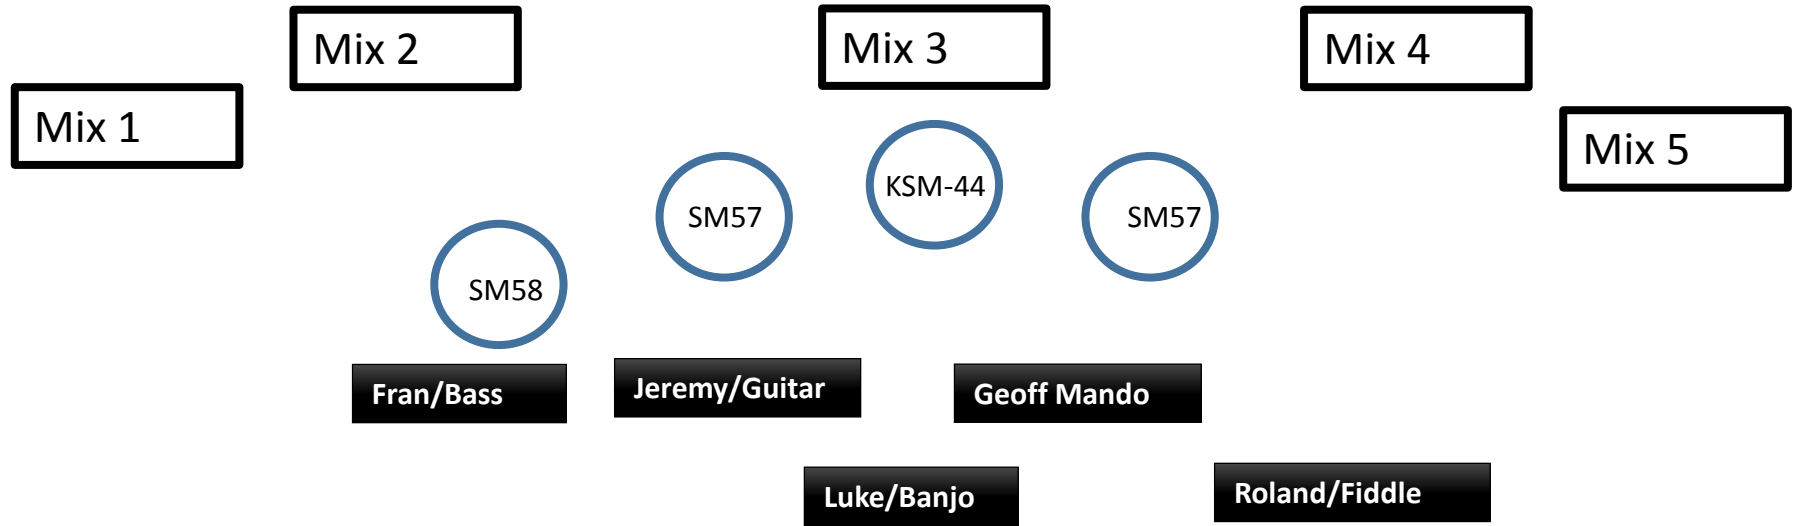 Mix 1
Mix 2
Mix 3
Mix 4
Mix 5
SM58
SM57
KSM-44
SM57
Fran/Bass
Jeremy/Guitar
Geoff Mando
Luke/Banjo
Roland/Fiddle